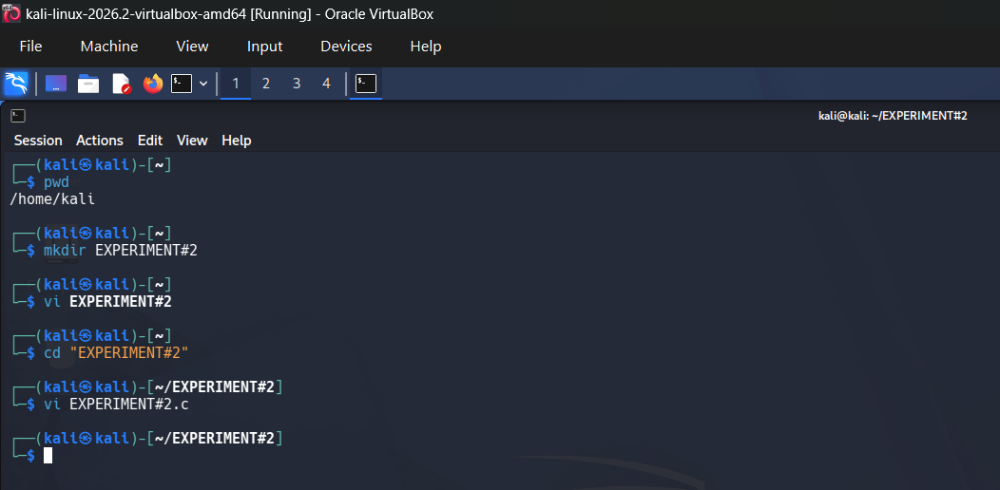 kali-linux-2026.2-virtualbox-amd64 [Running] - Oracle VirtualBox
File Machine View Input Devices Help
1 2 3 4
kali@kali: ~/EXPERIMENT#2
Session Actions Edit View Help
┌──(kali㉿kali)-[~]
└─$ pwd
/home/kali
┌──(kali㉿kali)-[~]
└─$ mkdir EXPERIMENT#2
┌──(kali㉿kali)-[~]
└─$ vi EXPERIMENT#2
┌──(kali㉿kali)-[~]
└─$ cd "EXPERIMENT#2"
┌──(kali㉿kali)-[~/EXPERIMENT#2]
└─$ vi EXPERIMENT#2.c
┌──(kali㉿kali)-[~/EXPERIMENT#2]
└─$